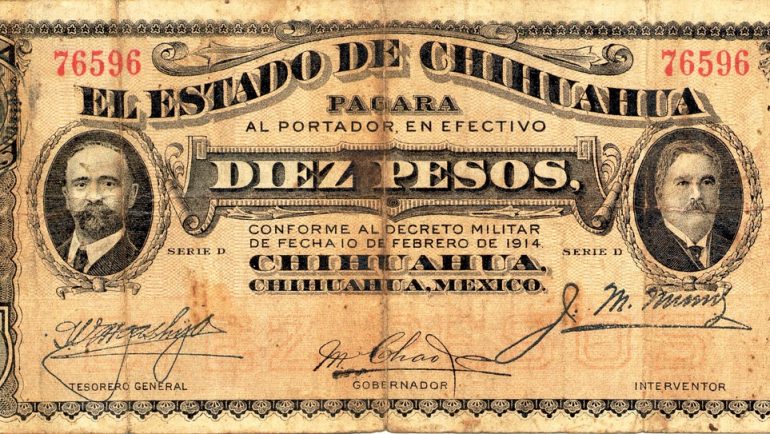 76596 76596
EL ESTADO DE CHIHUAHUA
PAGARA
AL PORTADOR, EN EFECTIVO
DIEZ PESOS,
CONFORME AL DECRETO MILITAR
SERIE D DE FECHA 10 DE FEBRERO DE 1914. SERIE D
CHIHUAHUA,
CHIHUAHUA, MEXICO.
M Chao
TESORERO GENERAL GOBERNADOR INTERVENTOR